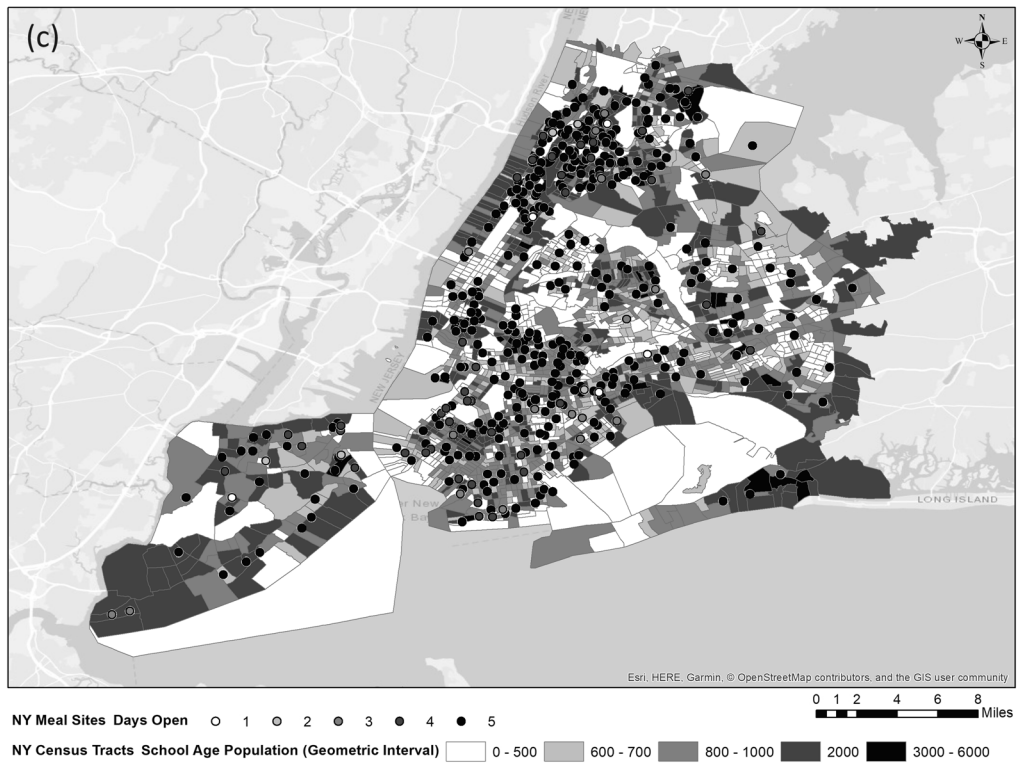 (c)
N
W E
S
NEW JERSEY
LONG ISLAND
Esri, HERE, Garmin, © OpenStreetMap contributors, and the GIS user community
0 1 2 4 6 8
Miles
NY Meal Sites Days Open 1 2 3 4 5
NY Census Tracts School Age Population (Geometric Interval) 0 - 500 600 - 700 800 - 1000 2000 3000 - 6000